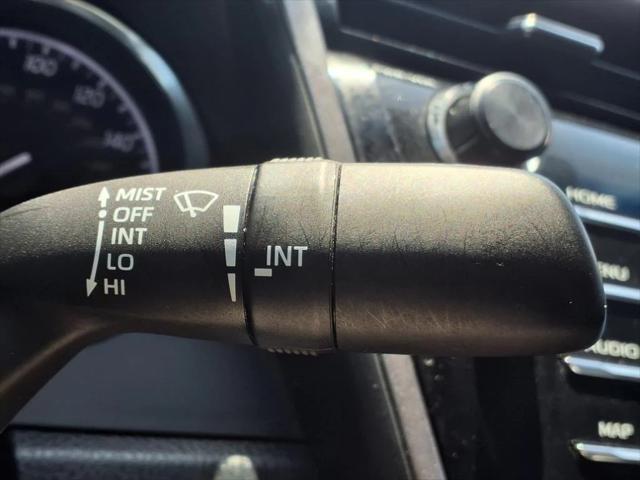 100
120
140
MIST
OFF
INT
LO
HI
INT
HOME
AUDIO
MAP